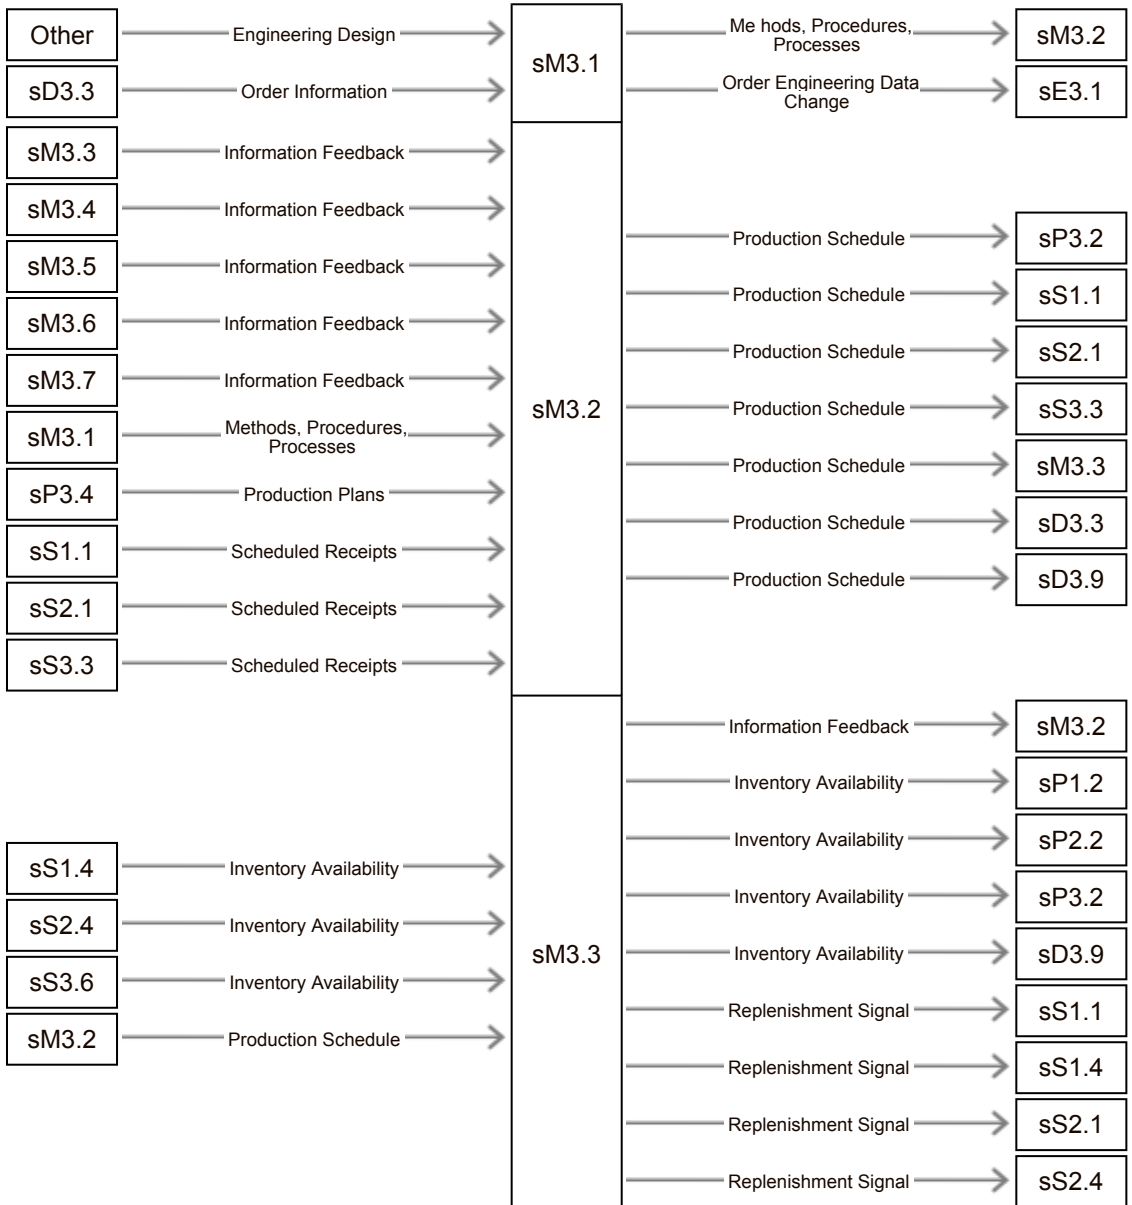 Other Engineering Design sM3.1 Me hods, Procedures, Processes sM3.2
sD3.3 Order Information Order Engineering Data Change sE3.1
sM3.3 Information Feedback
sM3.4 Information Feedback
Production Schedule sP3.2
sM3.5 Information Feedback
Production Schedule sS1.1
sM3.6 Information Feedback
Production Schedule sS2.1
sM3.7 Information Feedback
sM3.2
Production Schedule sS3.3
sM3.1 Methods, Procedures, Processes
Production Schedule sM3.3
sP3.4 Production Plans
Production Schedule sD3.3
sS1.1 Scheduled Receipts
Production Schedule sD3.9
sS2.1 Scheduled Receipts
sS3.3 Scheduled Receipts
Information Feedback sM3.2
Inventory Availability sP1.2
Inventory Availability sP2.2
sS1.4 Inventory Availability
Inventory Availability sP3.2
sS2.4 Inventory Availability
sM3.3
Inventory Availability sD3.9
sS3.6 Inventory Availability
Replenishment Signal sS1.1
sM3.2 Production Schedule
Replenishment Signal sS1.4
Replenishment Signal sS2.1
Replenishment Signal sS2.4